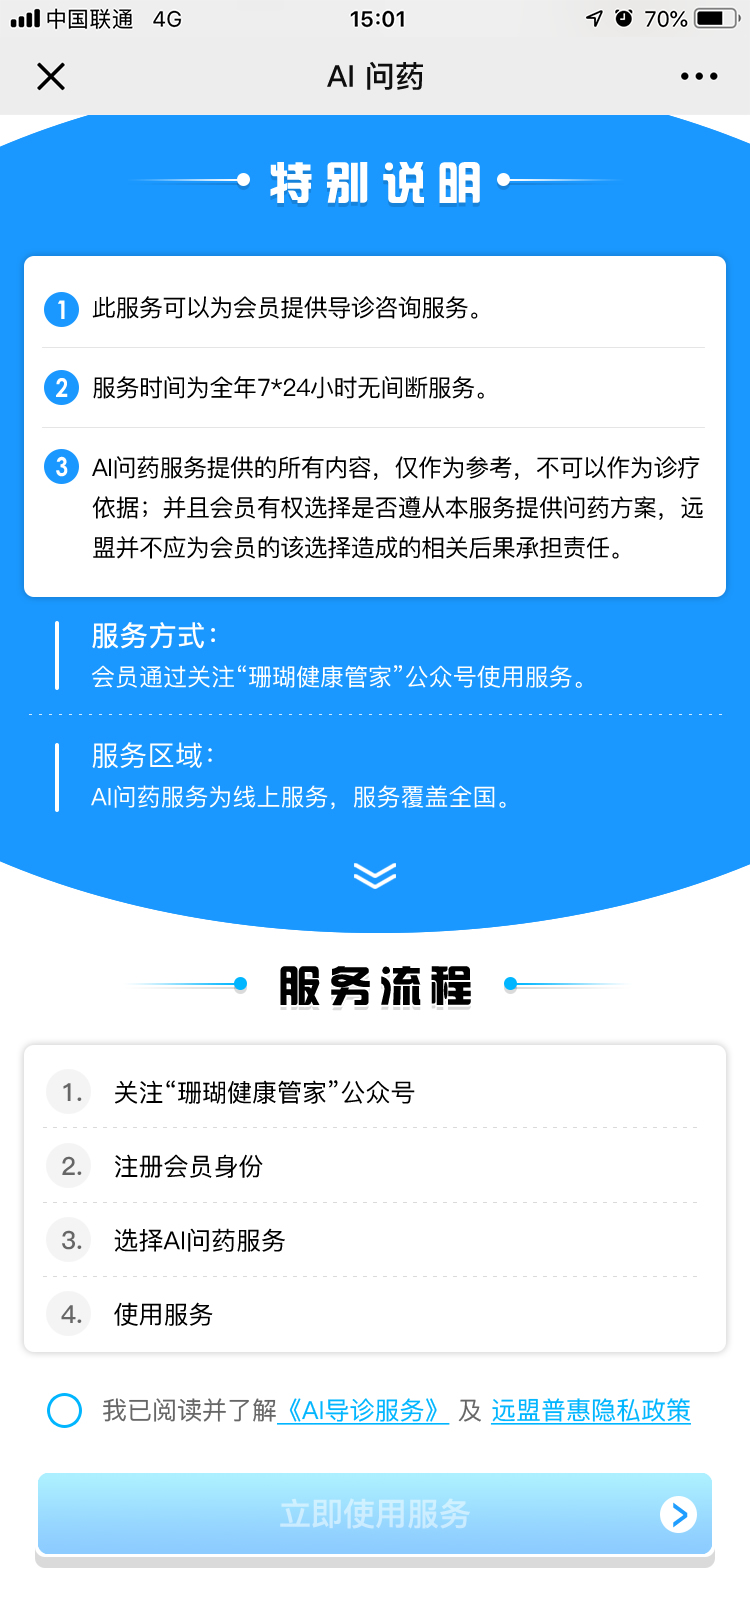 中国联通 4G 15:01 70%
AI 问药
特别说明
1 此服务可以为会员提供导诊咨询服务。
2 服务时间为全年7*24小时无间断服务。
3 AI问药服务提供的所有内容，仅作为参考，不可以作为诊疗
依据；并且会员有权选择是否遵从本服务提供问药方案，远
盟并不应为会员的该选择造成的相关后果承担责任。
服务方式：
会员通过关注“珊瑚健康管家”公众号使用服务。
服务区域：
AI问药服务为线上服务，服务覆盖全国。
服务流程
1. 关注“珊瑚健康管家”公众号
2. 注册会员身份
3. 选择AI问药服务
4. 使用服务
我已阅读并了解《AI导诊服务》 及 远盟普惠隐私政策
立即使用服务